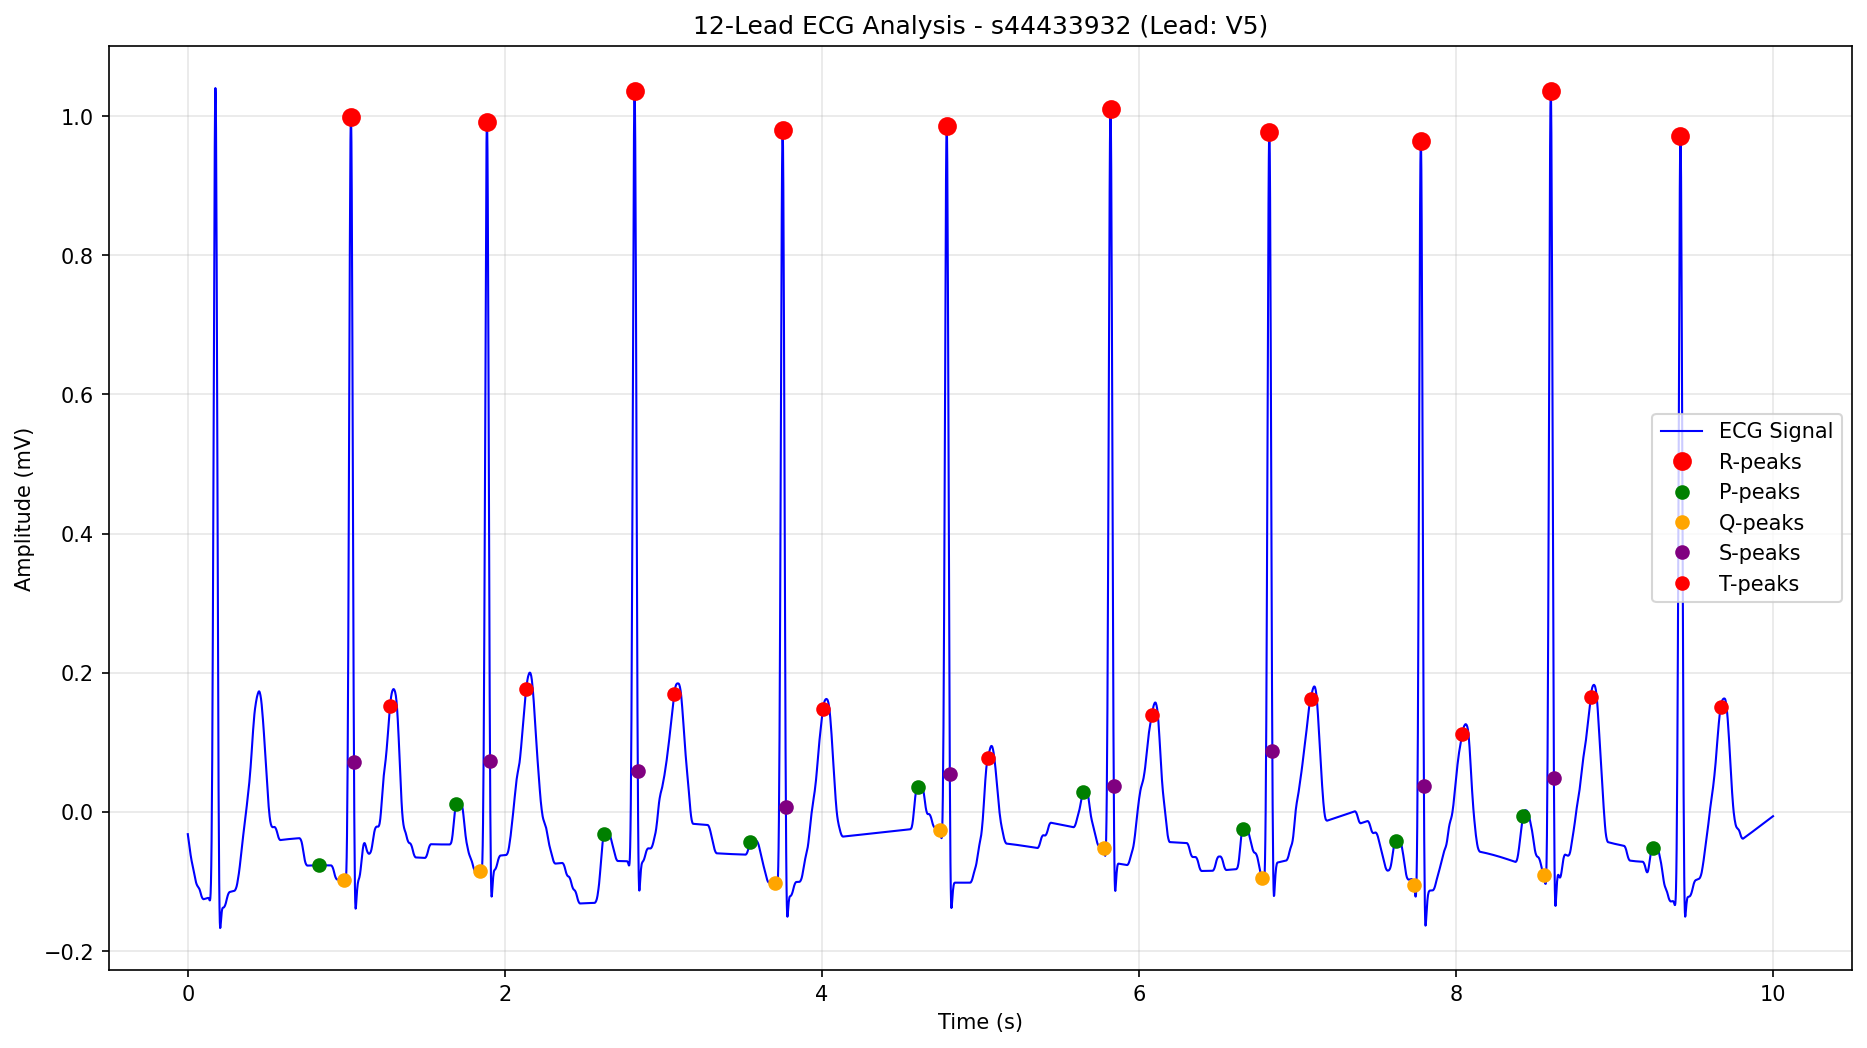 12-Lead ECG Analysis - s44433932 (Lead: V5)
Amplitude (mV)
1.0
0.8
0.6
0.4
0.2
0.0
−0.2
ECG Signal
R-peaks
P-peaks
Q-peaks
S-peaks
T-peaks
0 2 4 6 8 10
Time (s)